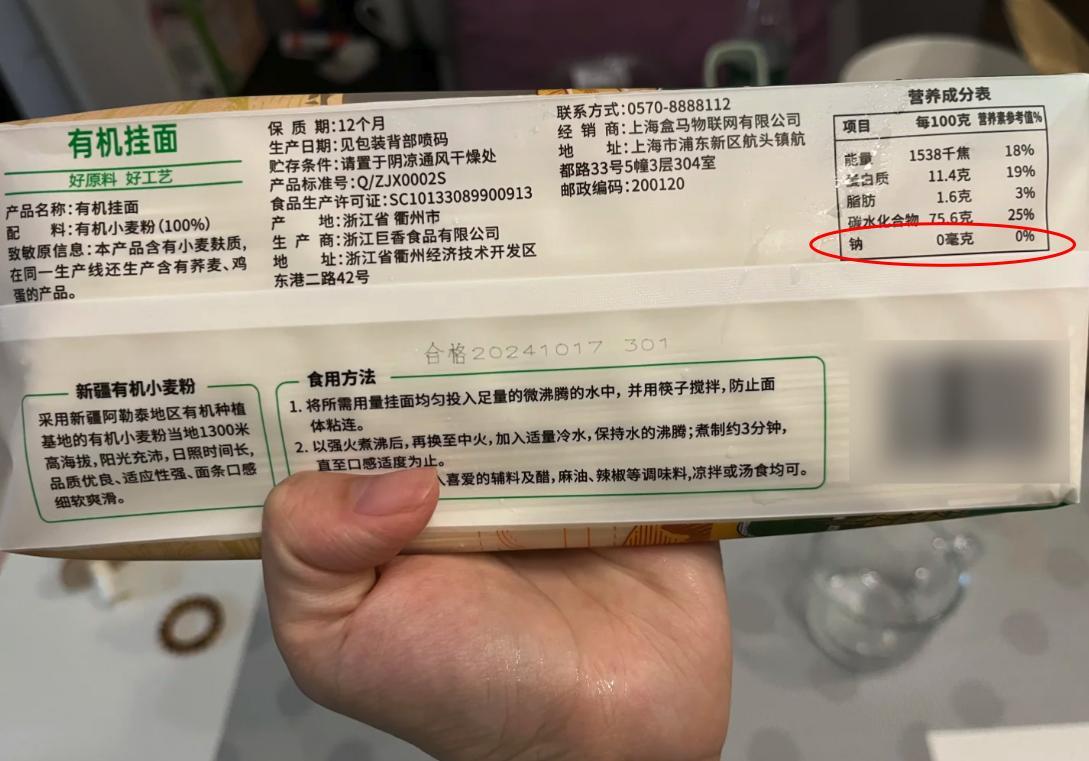 有机挂面
好原料 好工艺
产品名称:有机挂面
配 料:有机小麦粉(100%)
致敏原信息:本产品含有小麦麸质,
在同一生产线还生产含有荞麦、鸡
蛋的产品。
保 质 期:12个月
生产日期:见包装背部喷码
贮存条件:请置于阴凉通风干燥处
产品标准号:Q/ZJX0002S
食品生产许可证:SC10133089900913
产 地:浙江省 衢州市
生 产 商:浙江巨香食品有限公司
地 址:浙江省衢州经济技术开发区
东港二路42号
联系方式:0570-8888112
经 销 商:上海盒马物联网有限公司
地 址:上海市浦东新区航头镇航
都路33号5幢3层304室
邮政编码:200120
营养成分表
项目 每100克 营养素参考值%
能量 1538千焦 18%
蛋白质 11.4克 19%
脂肪 1.6克 3%
碳水化合物 75.6克 25%
钠 0毫克 0%
合格20241017 301
新疆有机小麦粉
采用新疆阿勒泰地区有机种植
基地的有机小麦粉当地1300米
高海拔,阳光充沛,日照时间长,
品质优良、适应性强、面条口感
细软爽滑。
食用方法
1. 将所需用量挂面均匀投入足量的微沸腾的水中,并用筷子搅拌,防止面
体粘连。
2. 以强火煮沸后,再换至中火,加入适量冷水,保持水的沸腾;煮制约3分钟,
直至口感适度为止。
喜爱的辅料及醋,麻油、辣椒等调味料,凉拌或汤食均可。